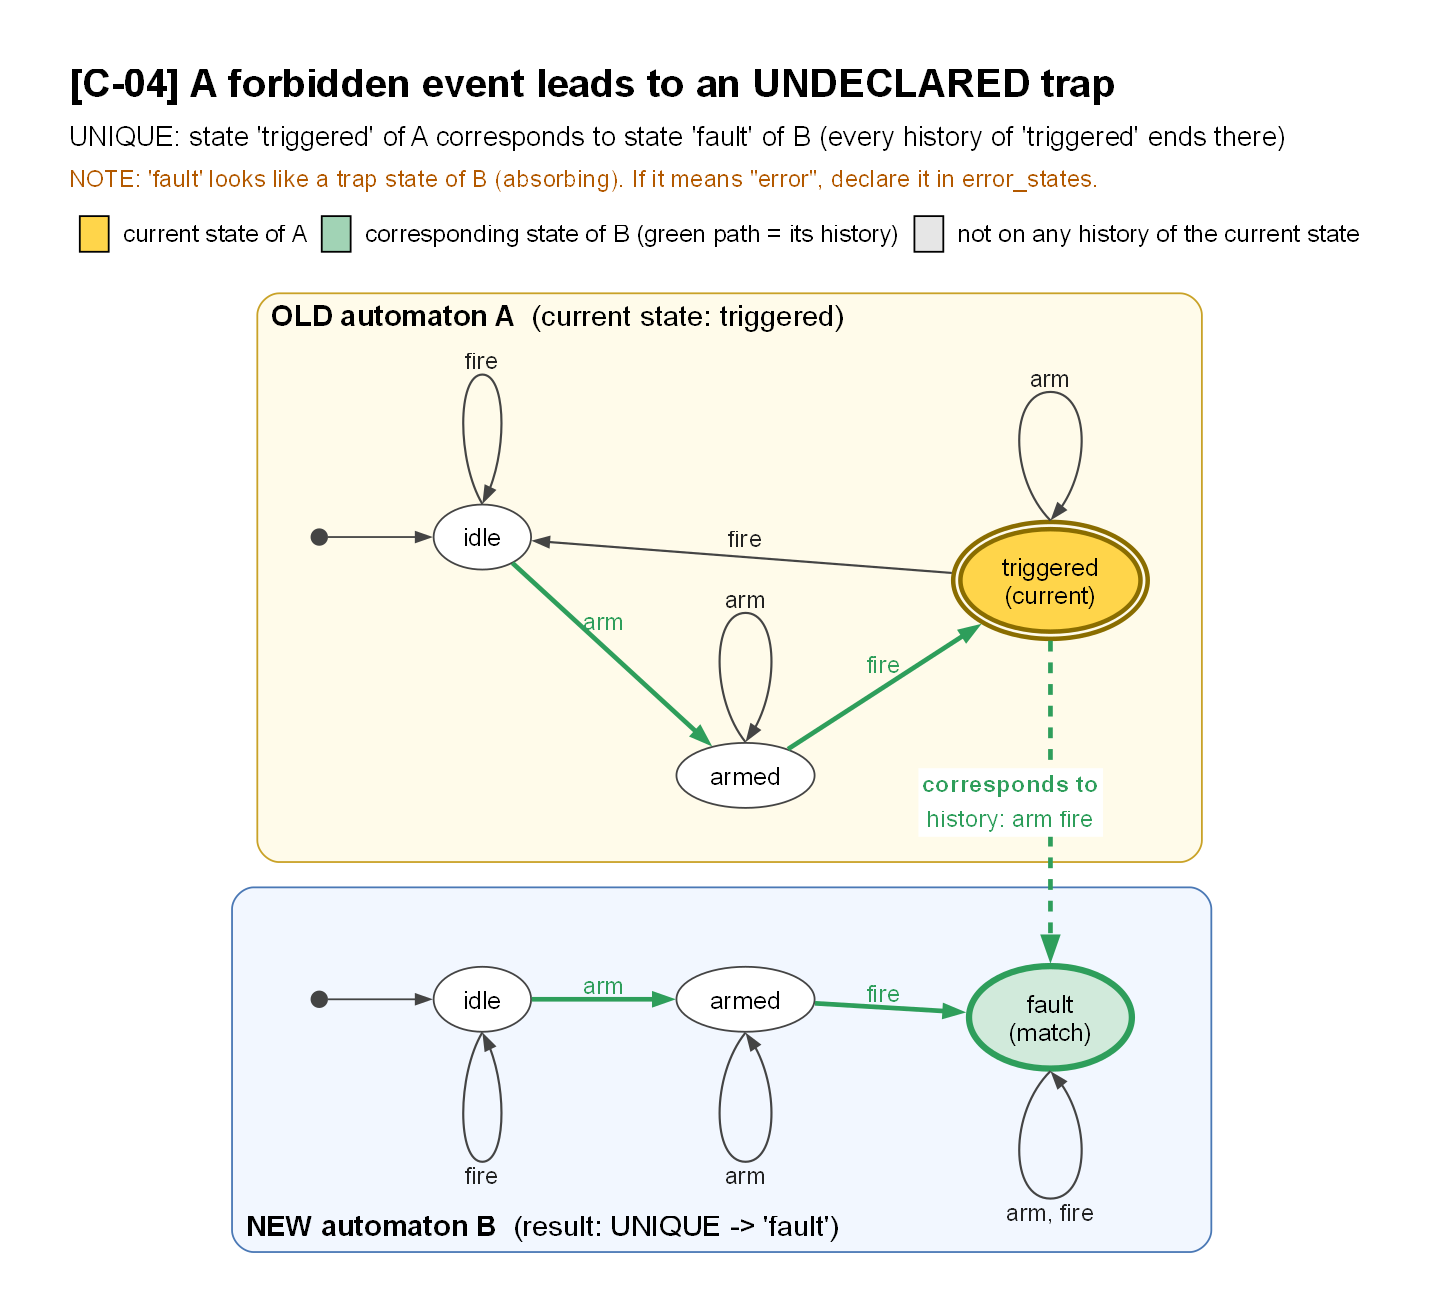 [C-04] A forbidden event leads to an UNDECLARED trap
UNIQUE: state 'triggered' of A corresponds to state 'fault' of B (every history of 'triggered' ends there)
NOTE: 'fault' looks like a trap state of B (absorbing). If it means "error", declare it in error_states.
current state of A
corresponding state of B (green path = its history)
not on any history of the current state
OLD automaton A (current state: triggered)
fire
arm
idle
fire
triggered
(current)
arm
arm
fire
armed
corresponds to
history: arm fire
idle
arm
armed
fire
fault
(match)
fire
arm
arm, fire
NEW automaton B (result: UNIQUE -> 'fault')